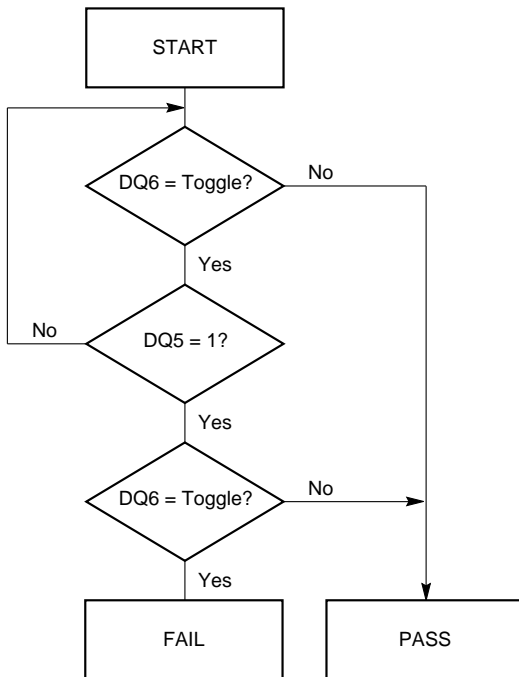 START
DQ6 = Toggle?
No
Yes
DQ5 = 1?
No
Yes
DQ6 = Toggle?
No
Yes
FAIL
PASS